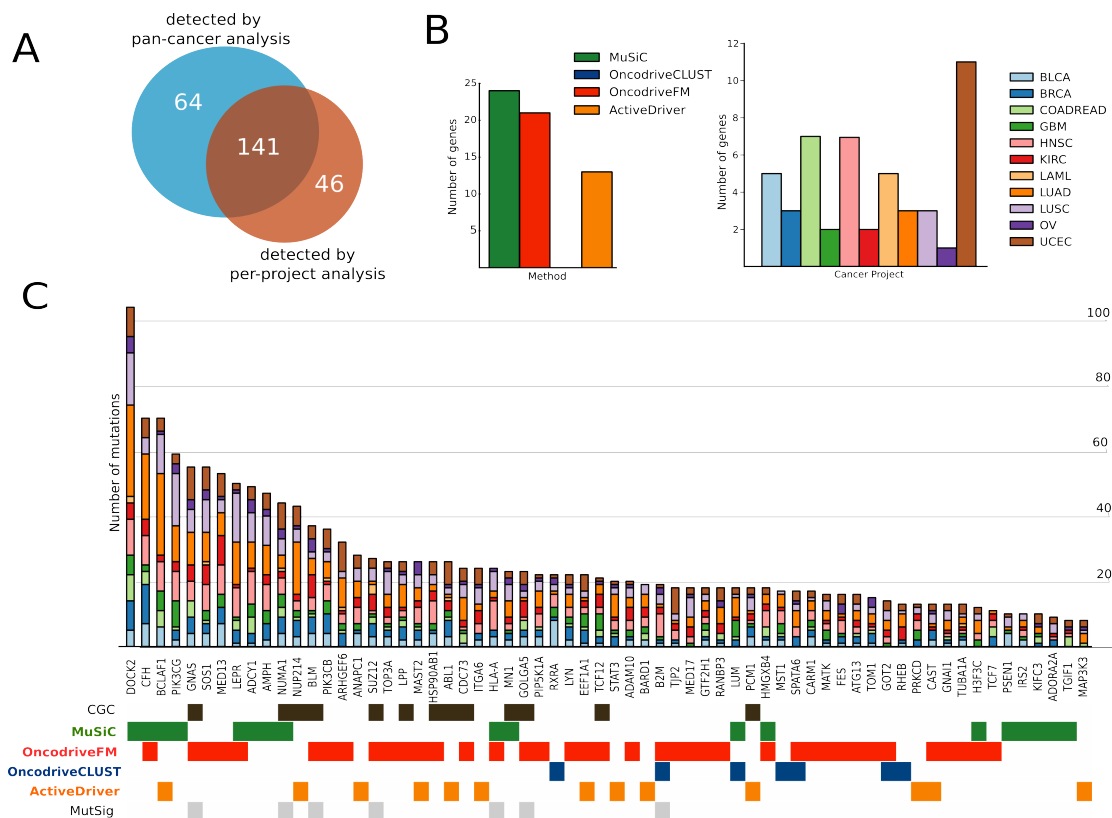 A
detected by
pan-cancer analysis
64
141
46
detected by
per-project analysis
B
Number of genes
25
20
15
10
5
Method
MuSiC
OncodriveCLUST
OncodriveFM
ActiveDriver
Number of genes
12
10
8
6
4
2
Cancer Project
BLCA
BRCA
COADREAD
GBM
HNSC
KIRC
LAML
LUAD
LUSC
OV
UCEC
C
Number of mutations
100
80
60
40
20
DOCK2
CFH
BCLAF1
PIK3CG
GNAS
SOS1
MED13
LEPR
ADCY1
AMPH
NUMA1
NUP214
BLM
PIK3CB
ARHGEF6
ANAPC1
SUZ12
TOP3A
LPP
MAST2
HSP90AB1
ABL1
CDC73
ITGA6
HLA-A
MN1
GOLGA5
PIP5K1A
RXRA
LYN
EEF1A1
TCF12
STAT3
ADAM10
BARD1
B2M
TJP2
MED17
GTF2H1
RANBP3
LUM
PCM1
HMGXB4
MST1
SPATA6
CARM1
MATK
FES
ATG13
TOM1
GOT2
RHEB
PRKCD
CAST
GNAI1
TUBA1A
H3F3C
TCF7
PSEN1
IRS2
KIFC3
ADORA2A
TGIF1
MAP3K3
CGC
MuSiC
OncodriveFM
OncodriveCLUST
ActiveDriver
MutSig